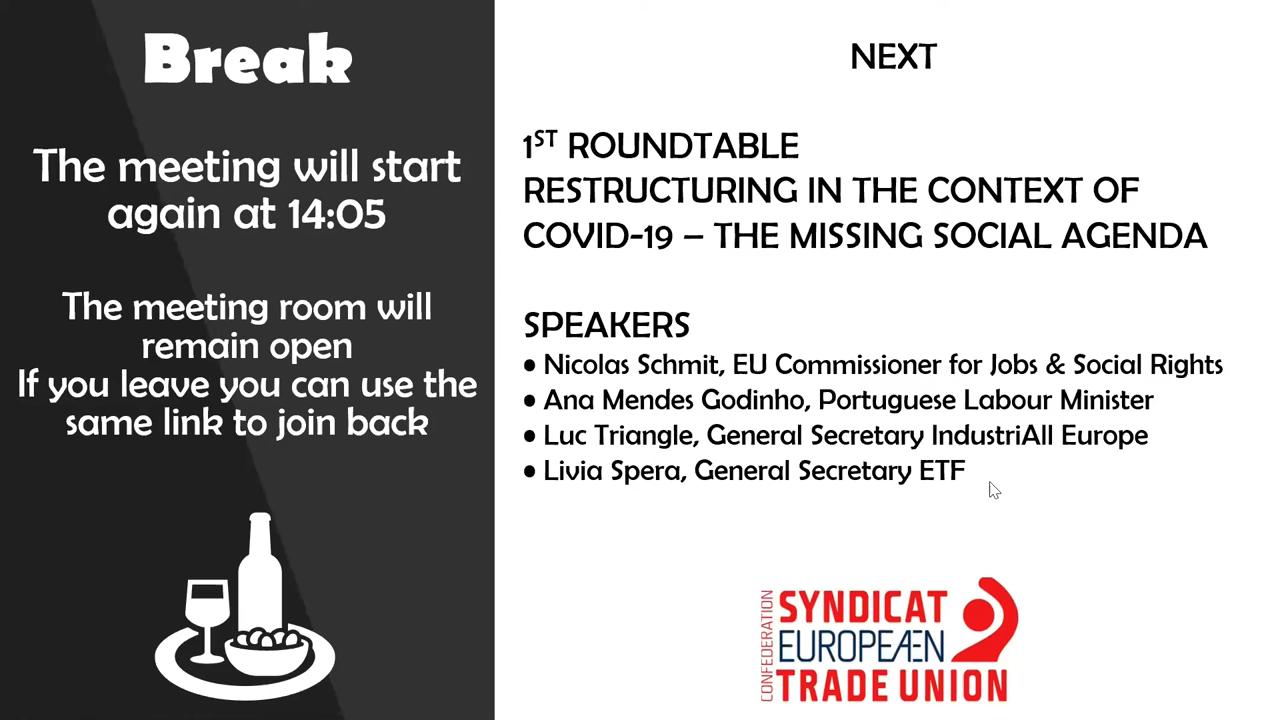 Break
The meeting will start
again at 14:05
The meeting room will
remain open
If you leave you can use the
same link to join back
NEXT
1ST ROUNDTABLE
RESTRUCTURING IN THE CONTEXT OF
COVID-19 – THE MISSING SOCIAL AGENDA
SPEAKERS
• Nicolas Schmit, EU Commissioner for Jobs & Social Rights
• Ana Mendes Godinho, Portuguese Labour Minister
• Luc Triangle, General Secretary IndustriAll Europe
• Livia Spera, General Secretary ETF
CONFEDERATION
SYNDICAT
EUROPEÆN
TRADE UNION